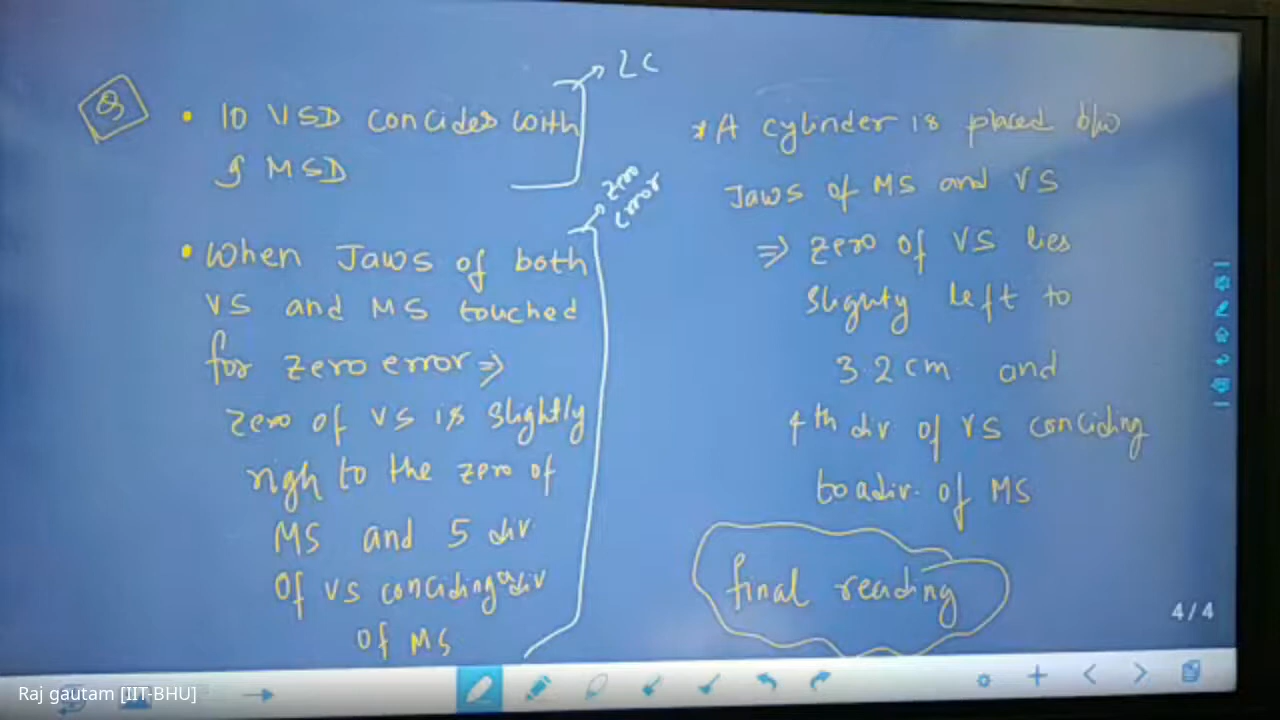 Q
• 10 VSD concides with
9 MSD
LC
• When Jaws of both
VS and MS touched
for zero error ⇒
zero of VS is slightly
righ to the zero of
MS and 5 div
of VS conciding a div
of MS
zero
error
* A cylinder is placed b/w
Jaws of MS and VS
⇒ zero of VS lies
slighty left to
3.2 cm and
4th div of VS conciding
to a div. of MS
final reading
4/4
Raj gautam [IIT-BHU]